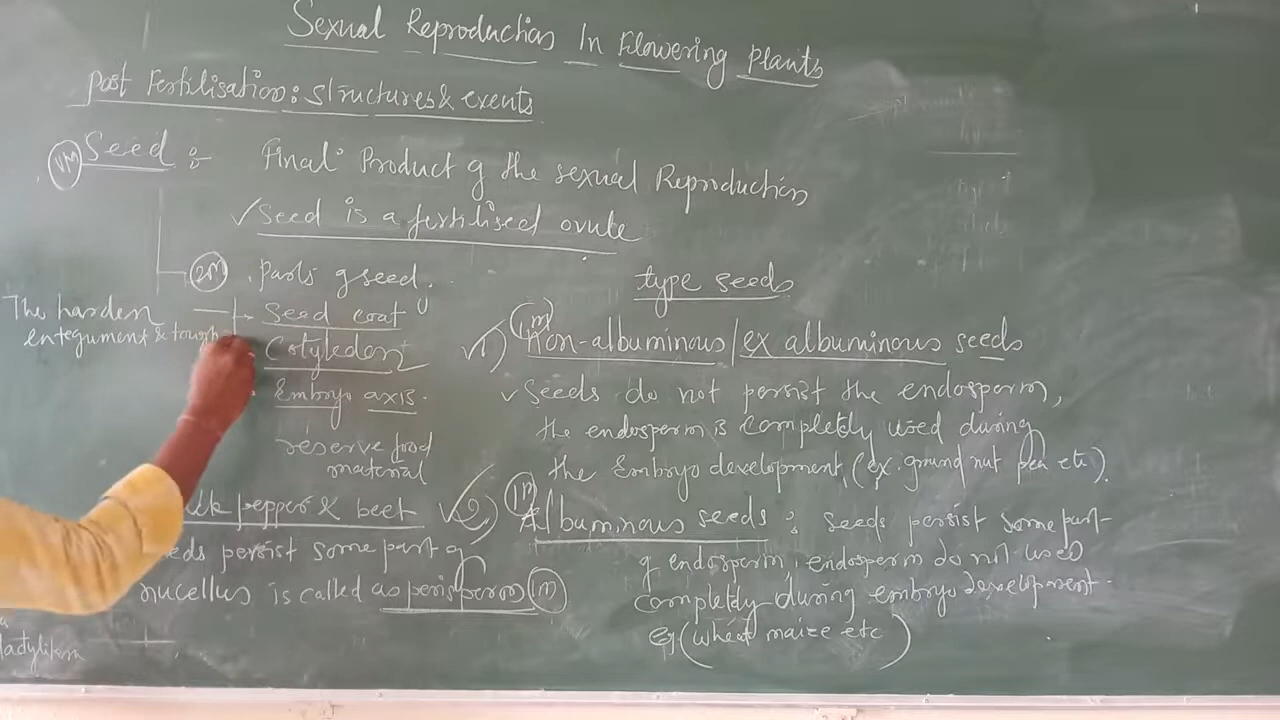 Sexual Reproduction In Flowering Plants
Post Fertilisation: structures & events
1M Seed :- Final Product of the sexual Reproduction
✓ Seed is a fertilised ovule
2M . parts of seed.
type seeds
The harden
entegument & tough
Seed coat
Cotyledon
Embryo axis.
reserve food
material
✓ 1) (1m) Non-albuminous/ex albuminous seeds
✓ Seeds do not persist the endosperm,
the endosperm is completely used during
the Embryo development, (ex. grund nut pea etc).
pepper & beet
persist some part of
nucellus is called as perisperm 1M
✓ 2) 1m Albuminous seeds : seeds persist some part
of endosperm, endosperm do not used
completely during embryo development.
Eg (wheat maize etc)